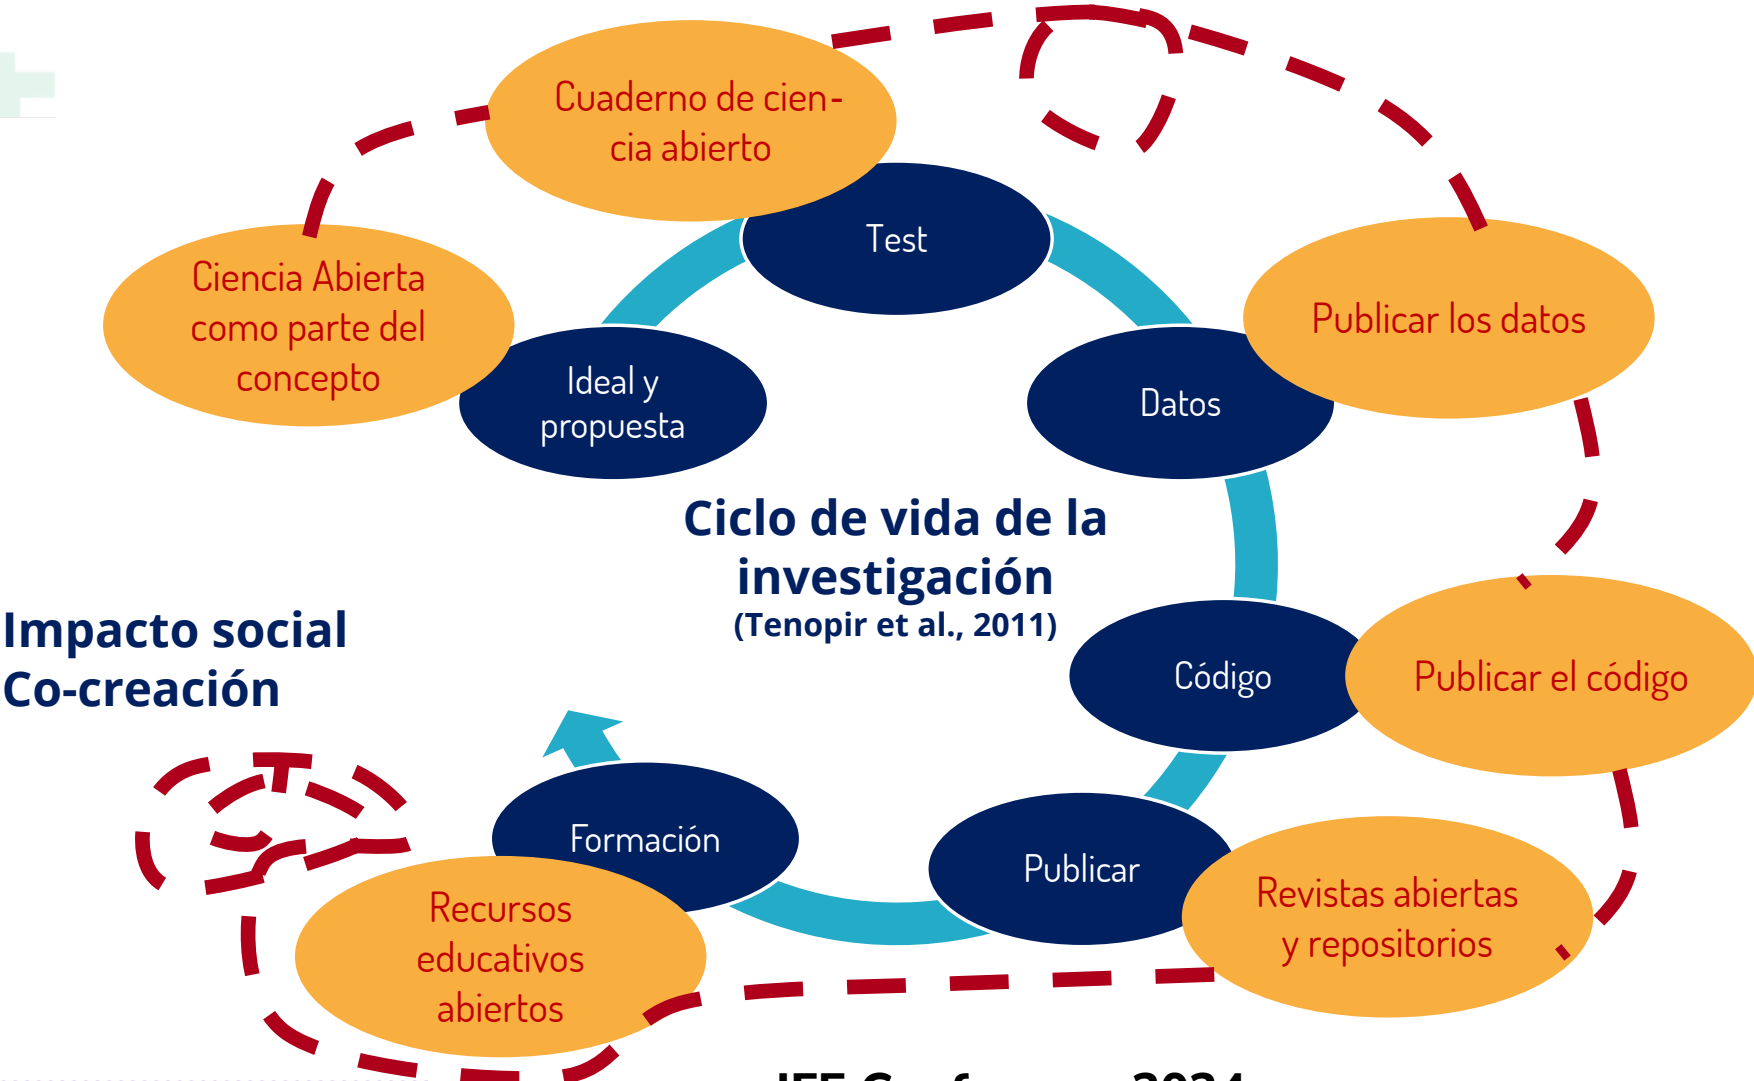 Cuaderno de cien-
cia abierto
Test
Ciencia Abierta
como parte del
concepto
Ideal y
propuesta
Publicar los datos
Datos
Ciclo de vida de la
investigación
(Tenopir et al., 2011)
Impacto social
Co-creación
Código
Publicar el código
Formación
Publicar
Revistas abiertas
y repositorios
Recursos
educativos
abiertos
2024